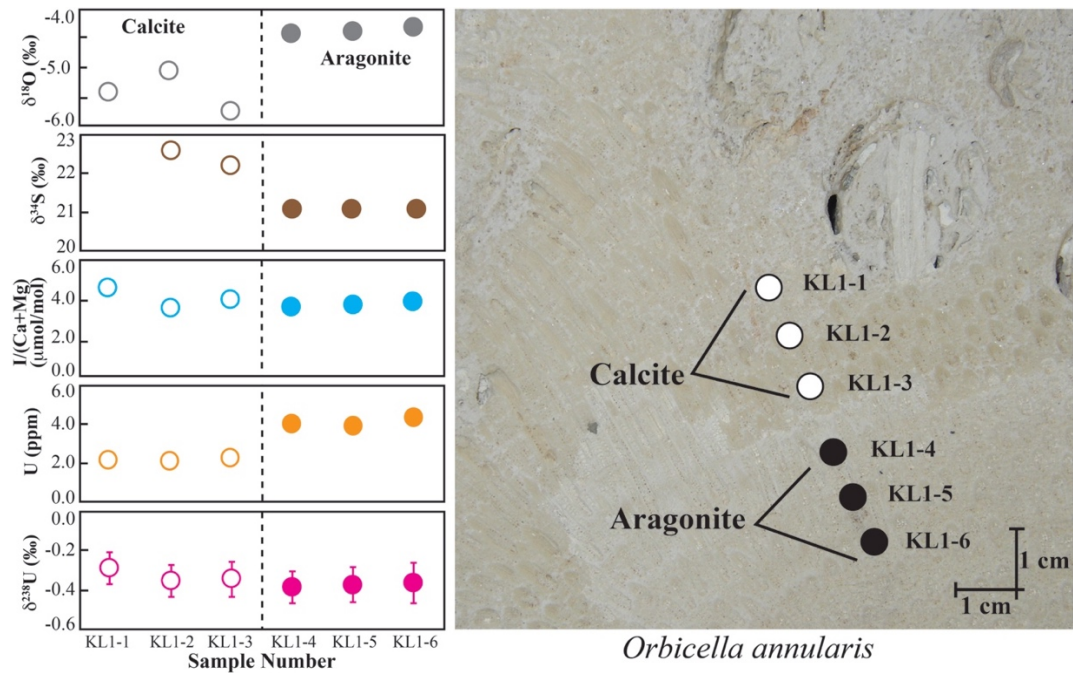 -4.0
-5.0
-6.0
δ¹⁸O (‰)
Calcite
Aragonite
23
22
21
20
δ³⁴S (‰)
6.0
4.0
2.0
0.0
I/(Ca+Mg)
(μmol/mol)
6.0
4.0
2.0
0.0
U (ppm)
0.0
-0.2
-0.4
-0.6
δ²³⁸U (‰)
KL1-1 KL1-2 KL1-3 KL1-4 KL1-5 KL1-6
Sample Number
KL1-1
KL1-2
Calcite
KL1-3
KL1-4
KL1-5
Aragonite
KL1-6
1 cm
1 cm
Orbicella annularis